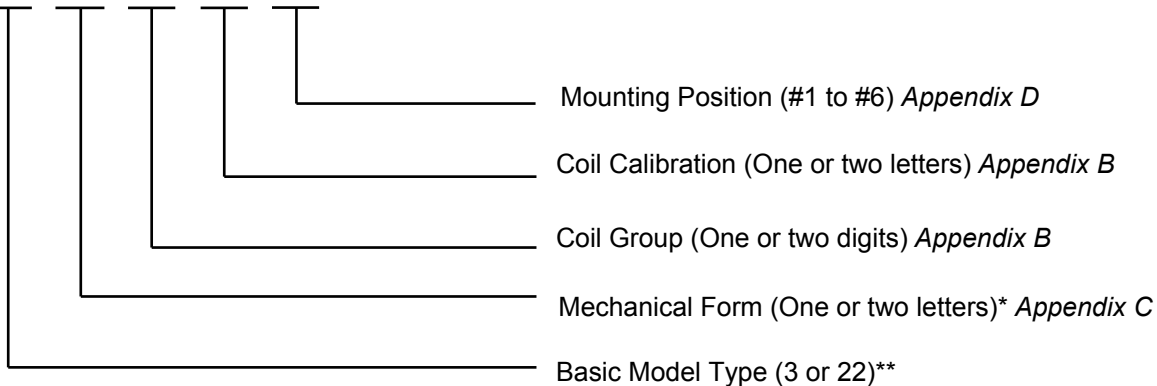 Mounting Position (#1 to #6) Appendix D
Coil Calibration (One or two letters) Appendix B
Coil Group (One or two digits) Appendix B
Mechanical Form (One or two letters)* Appendix C
Basic Model Type (3 or 22)**